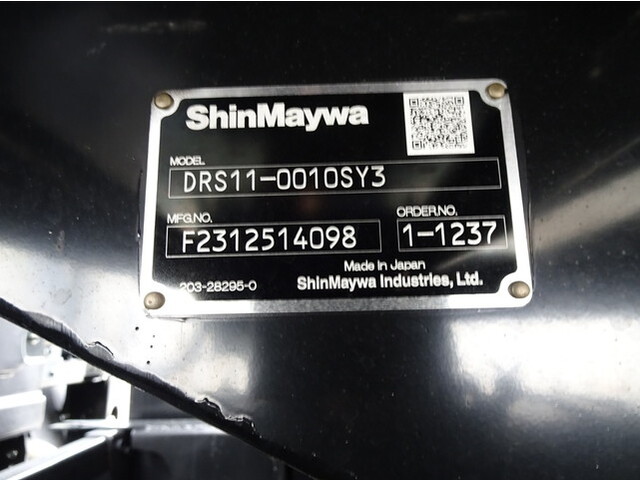 ShinMaywa
MODEL
DRS11-0010SY3
MFG.NO. ORDER.NO.
F2312514098 1-1237
Made in Japan
203-28295-0 ShinMaywa Industries, Ltd.